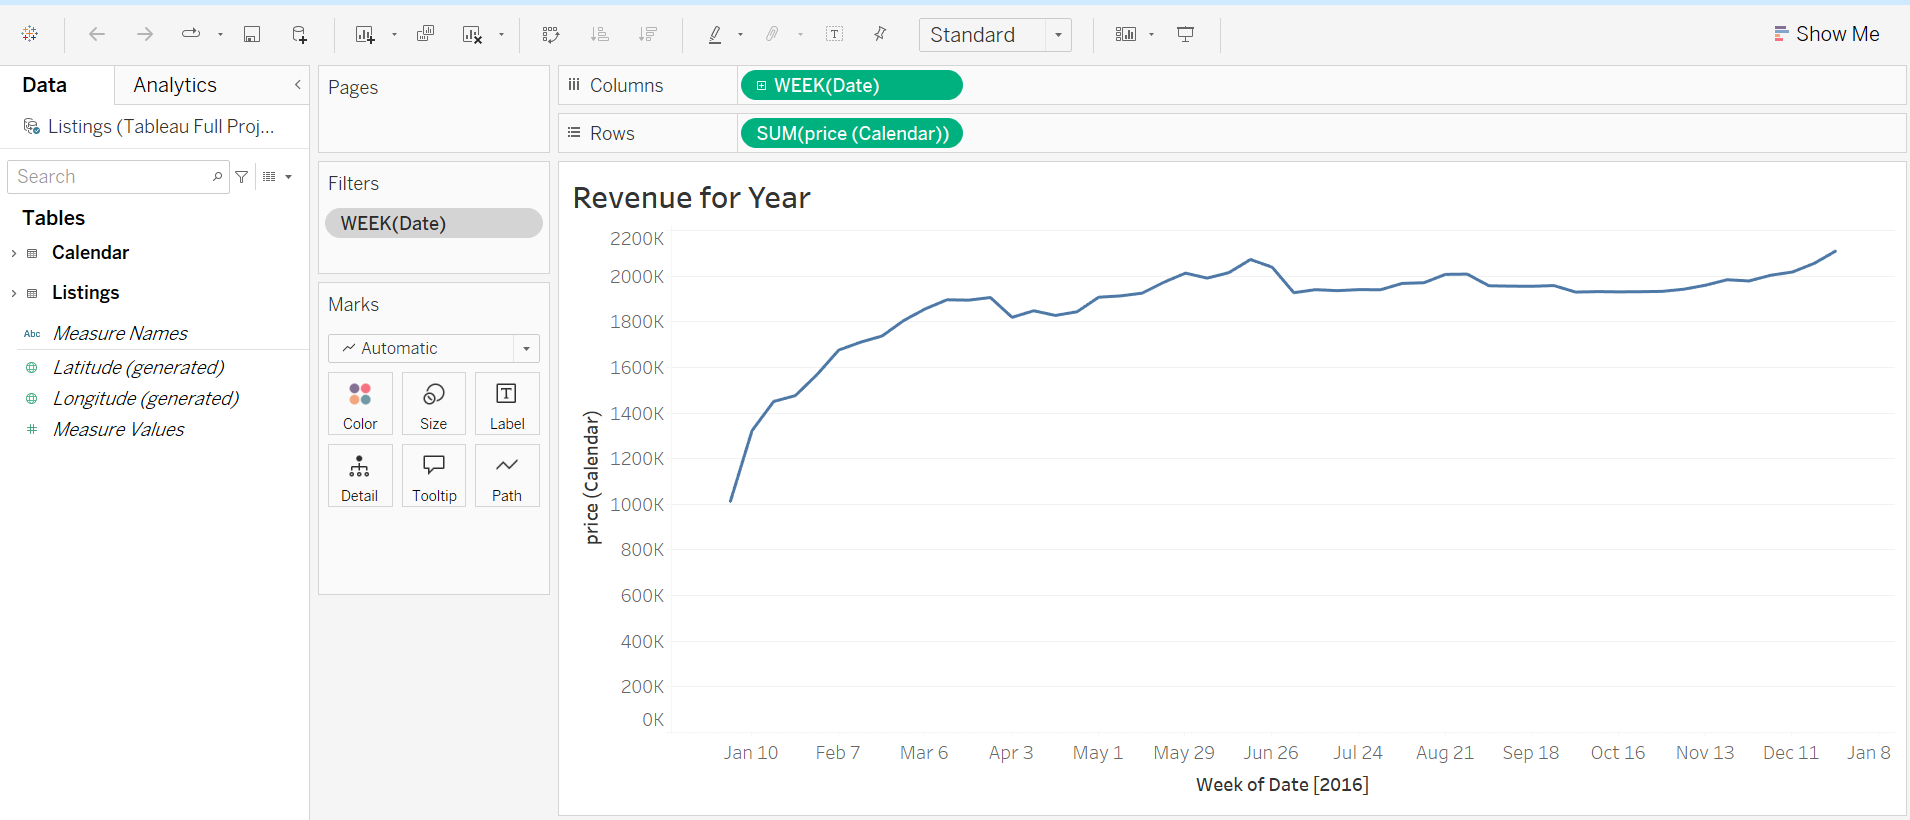 Standard
Show Me
Data
Analytics
Listings (Tableau Full Proj...
Search
Tables
Calendar
Listings
Abc Measure Names
Latitude (generated)
Longitude (generated)
# Measure Values
Pages
Filters
WEEK(Date)
Marks
Automatic
Color
Size
T
Label
Detail
Tooltip
Path
Columns
WEEK(Date)
Rows
SUM(price (Calendar))
Revenue for Year
price (Calendar)
2200K
2000K
1800K
1600K
1400K
1200K
1000K
800K
600K
400K
200K
0K
Jan 10 Feb 7 Mar 6 Apr 3 May 1 May 29 Jun 26 Jul 24 Aug 21 Sep 18 Oct 16 Nov 13 Dec 11 Jan 8
Week of Date [2016]